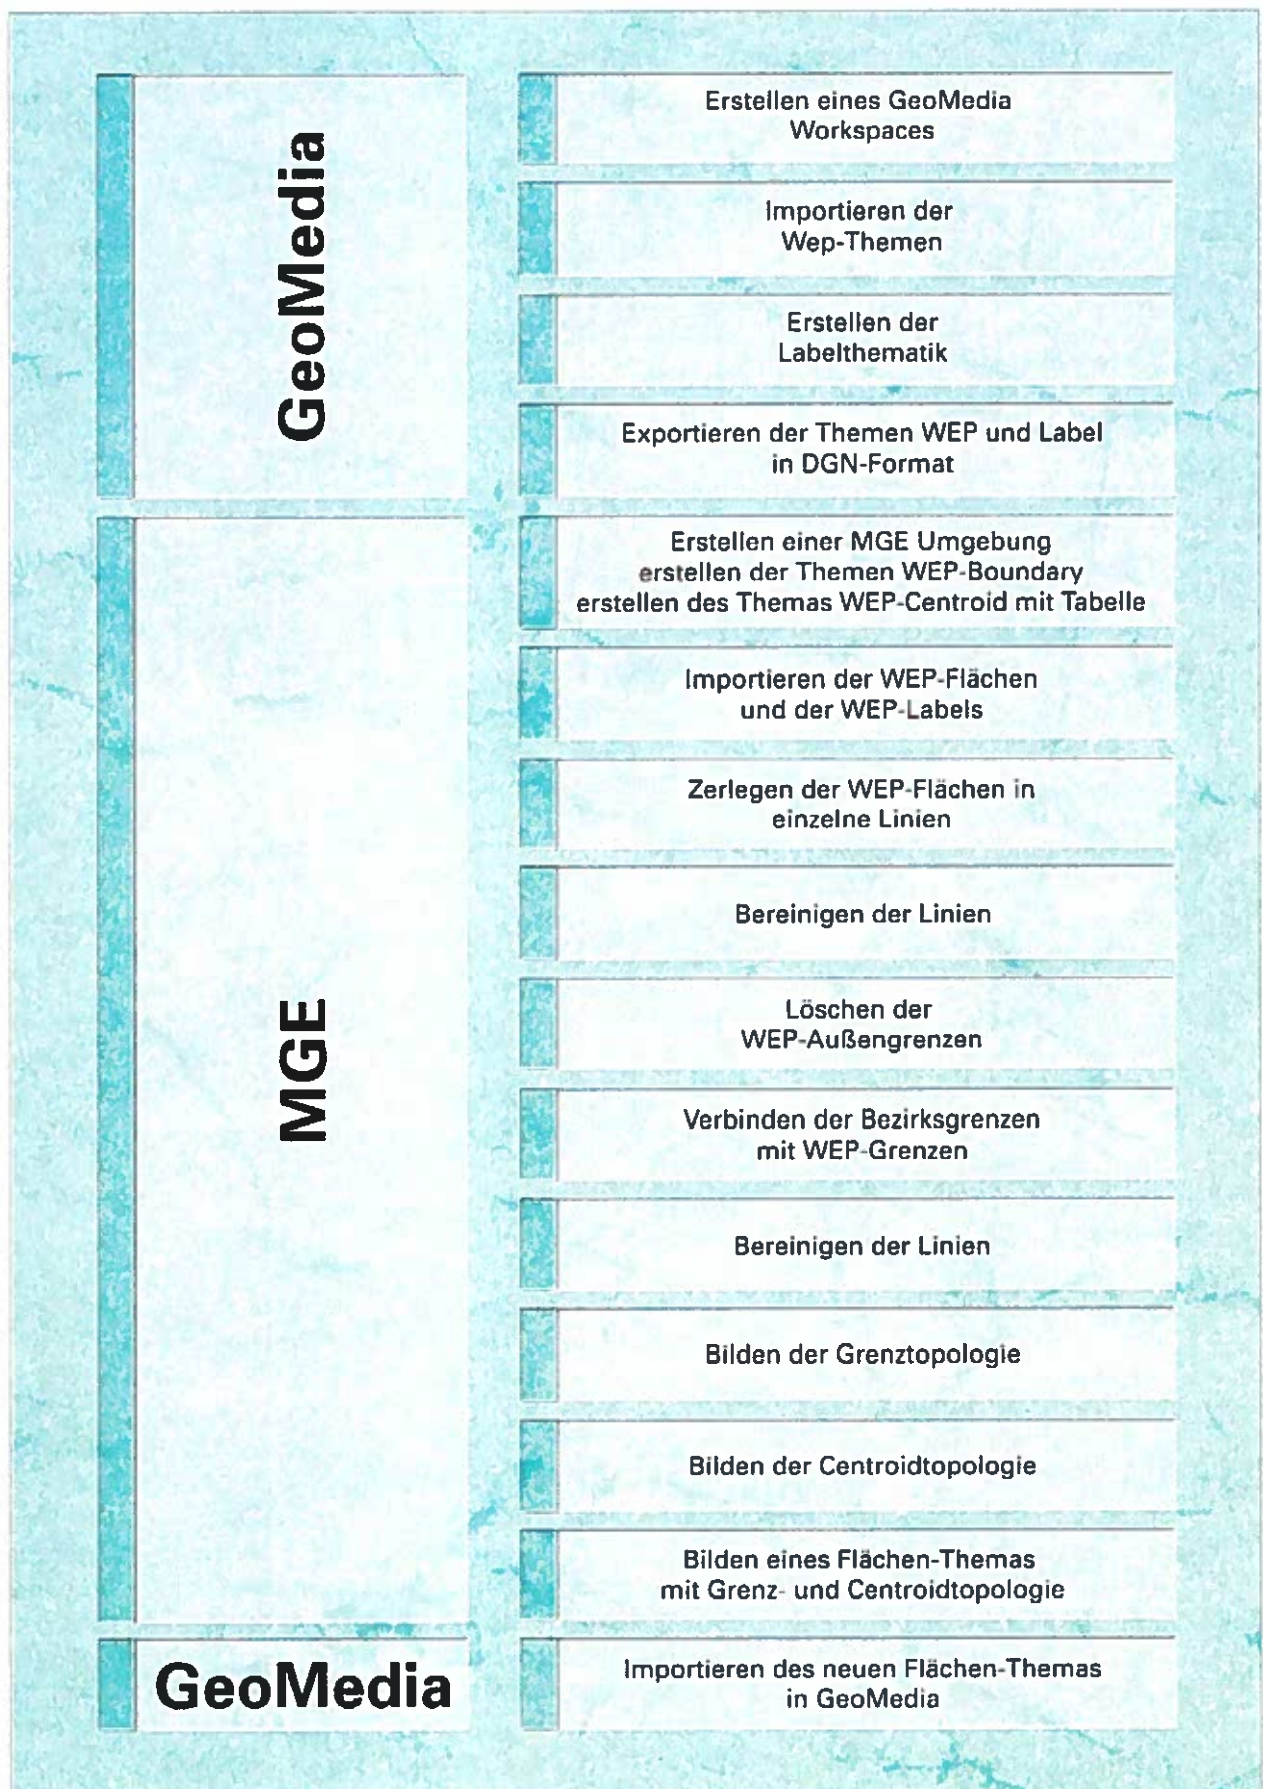 GeoMedia
Erstellen eines GeoMedia
Workspaces
Importieren der
Wep-Themen
Erstellen der
Labelthematik
Exportieren der Themen WEP und Label
in DGN-Format
MGE
Erstellen einer MGE Umgebung
erstellen der Themen WEP-Boundary
erstellen des Themas WEP-Centroid mit Tabelle
Importieren der WEP-Flächen
und der WEP-Labels
Zerlegen der WEP-Flächen in
einzelne Linien
Bereinigen der Linien
Löschen der
WEP-Außengrenzen
Verbinden der Bezirksgrenzen
mit WEP-Grenzen
Bereinigen der Linien
Bilden der Grenztopologie
Bilden der Centroidtopologie
Bilden eines Flächen-Themas
mit Grenz- und Centroidtopologie
GeoMedia
Importieren des neuen Flächen-Themas
in GeoMedia